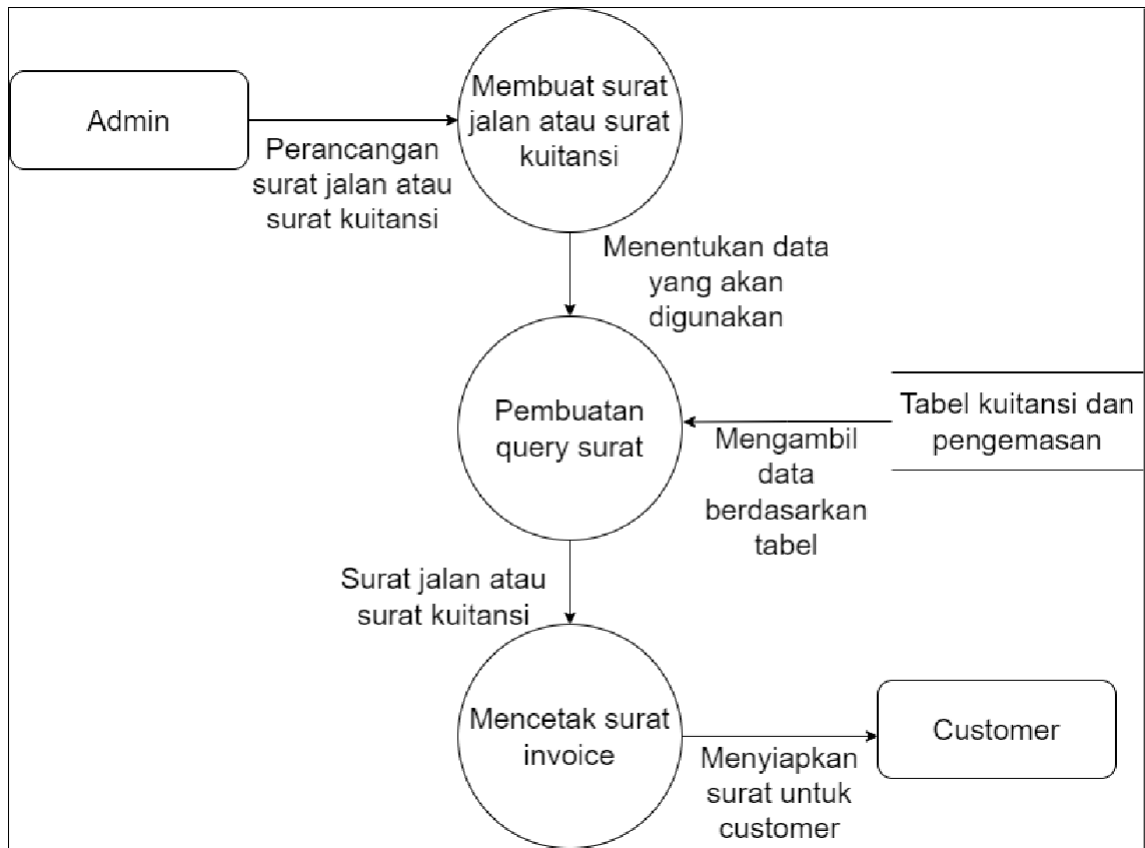 Admin
Perancangan
surat jalan atau
surat kuitansi
Membuat surat
jalan atau surat
kuitansi
Menentukan data
yang akan
digunakan
Pembuatan
query surat
Mengambil
data
berdasarkan
tabel
Tabel kuitansi dan
pengemasan
Surat jalan atau
surat kuitansi
Mencetak surat
invoice
Menyiapkan
surat untuk
customer
Customer